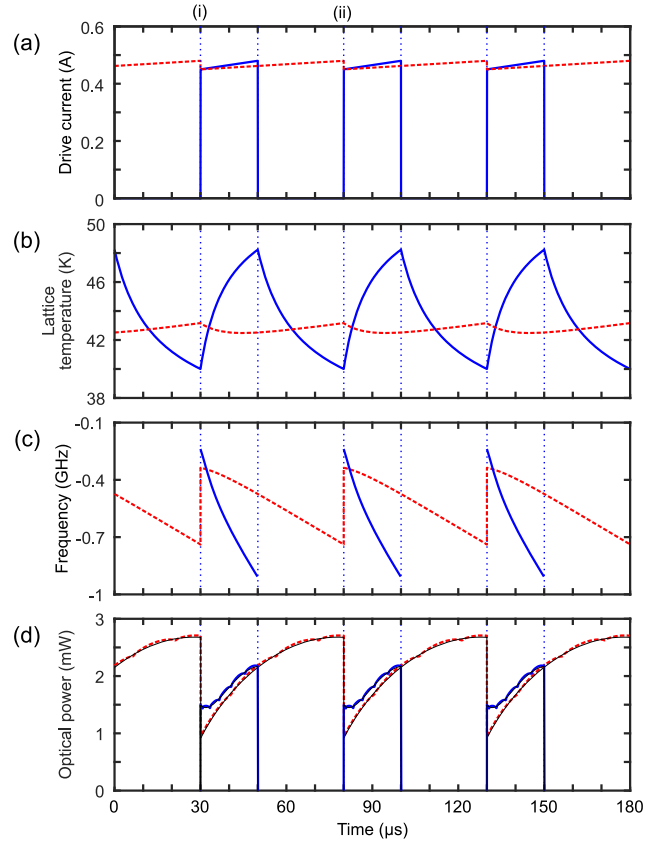 (i) (ii)
(a)
0.6
0.4
0.2
0
Drive current (A)
(b)
50
46
42
38
Lattice
temperature (K)
(c)
-0.1
-0.4
-0.7
-1
Frequency (GHz)
(d)
3
2
1
0
Optical power (mW)
0 30 60 90 120 150 180
Time (µs)